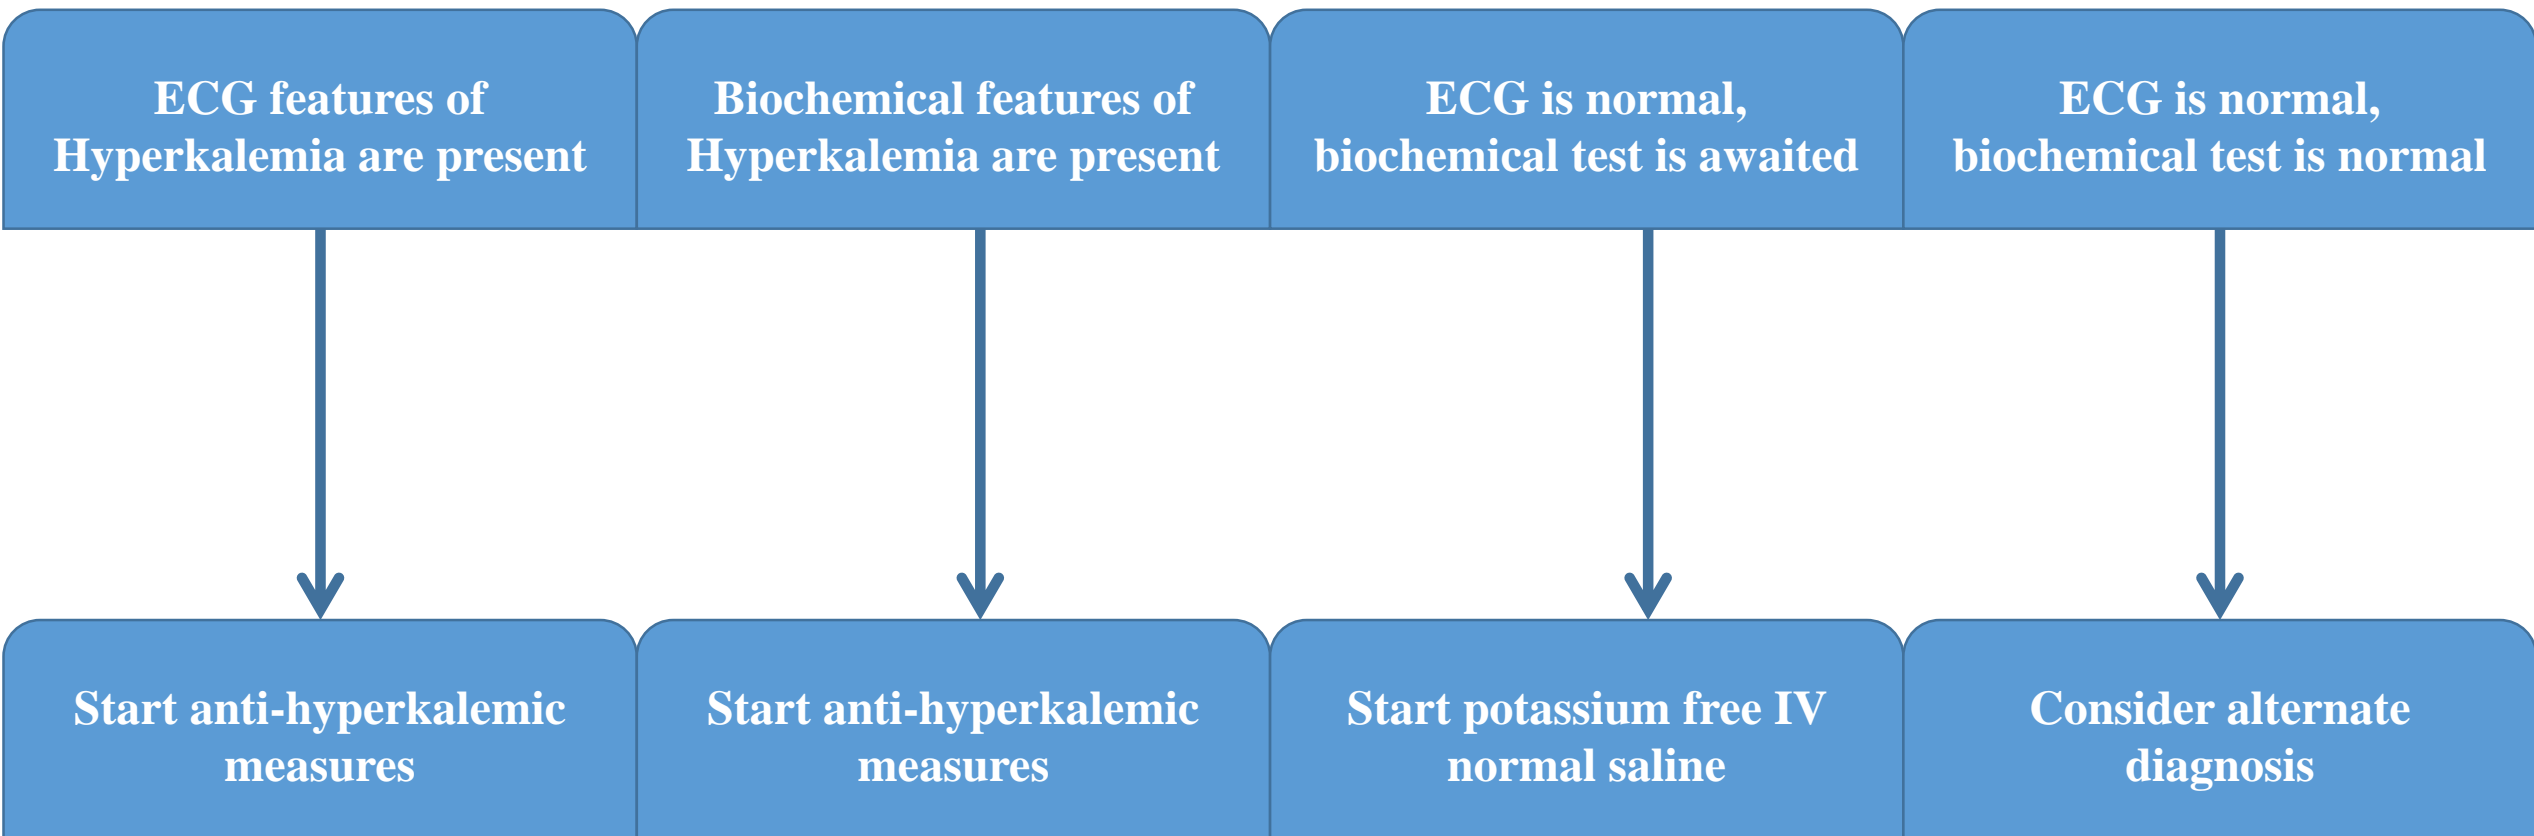 ECG features of
Hyperkalemia are present
Biochemical features of
Hyperkalemia are present
ECG is normal,
biochemical test is awaited
ECG is normal,
biochemical test is normal
Start anti-hyperkalemic
measures
Start anti-hyperkalemic
measures
Start potassium free IV
normal saline
Consider alternate
diagnosis